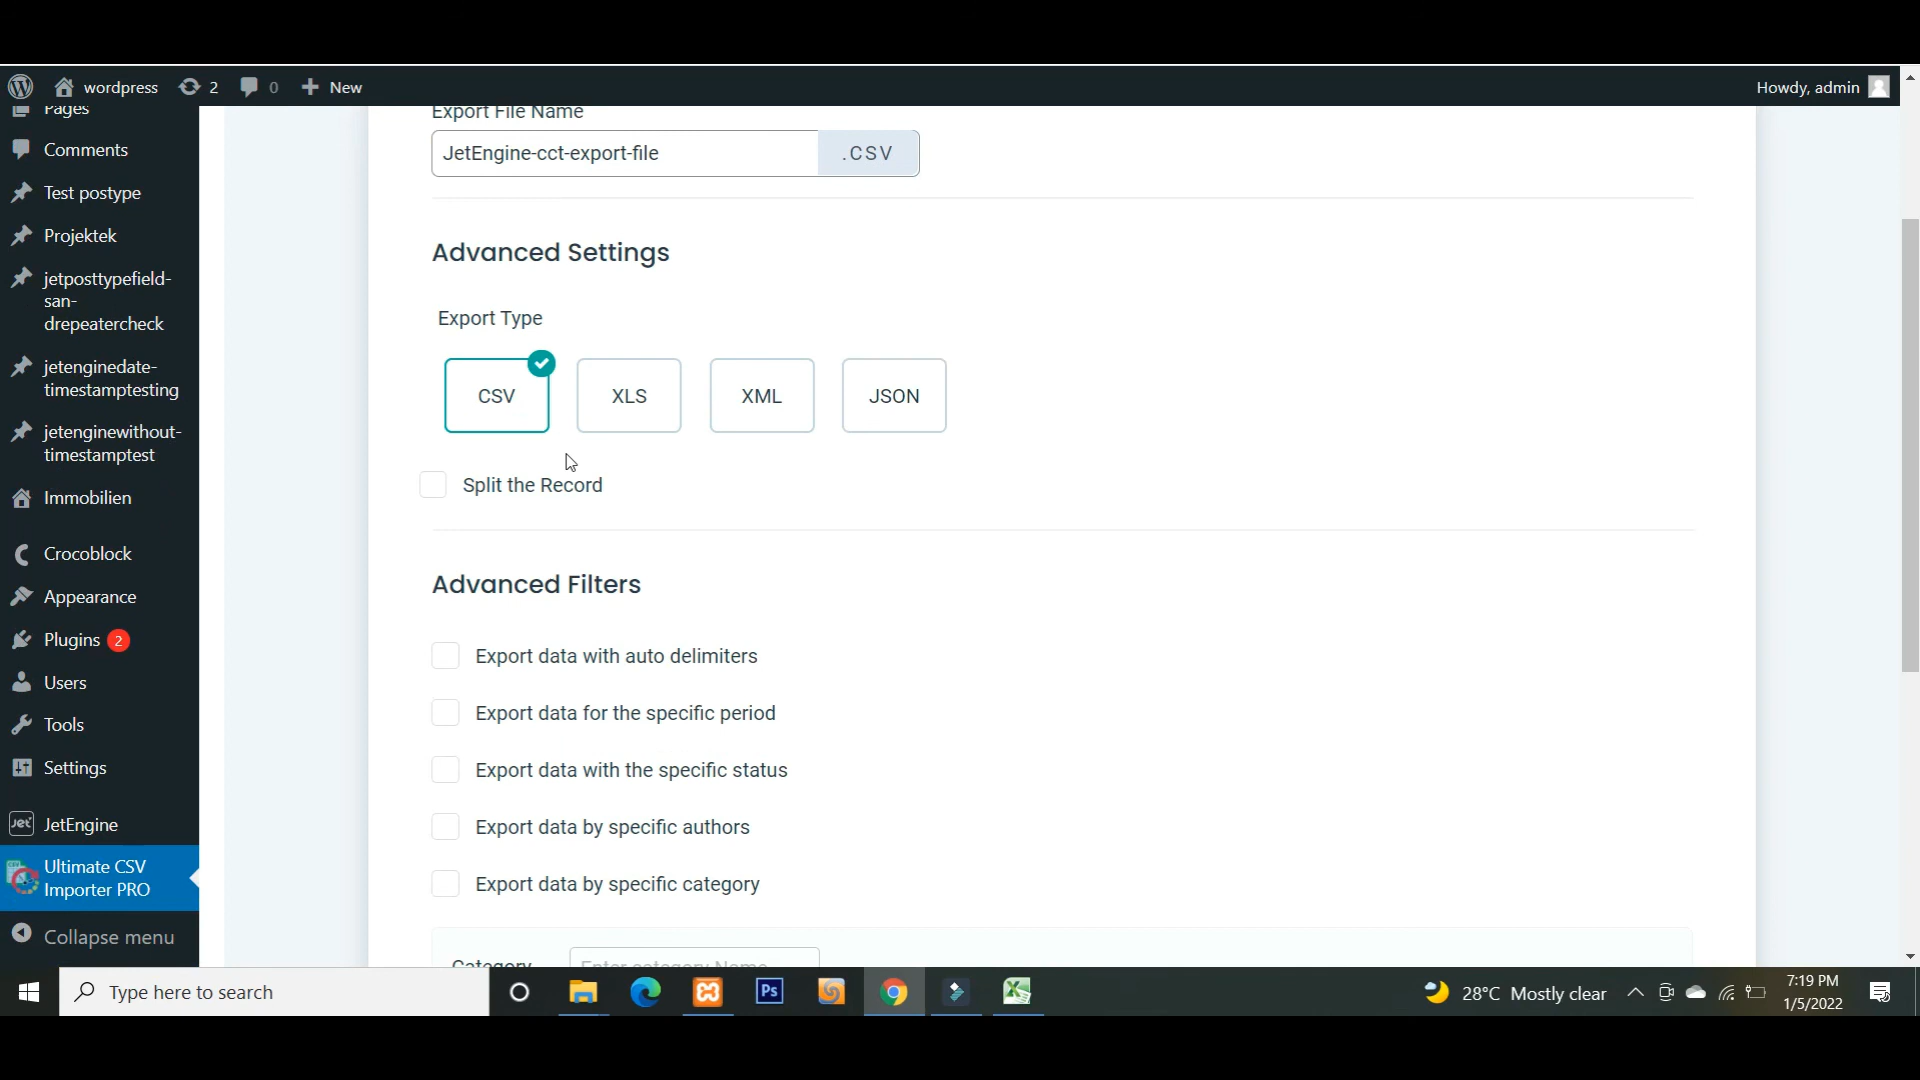 wordpress 2 0 New Howdy, admin
Pages
Comments
Test postype
Projektek
jetposttypefield-
san-
drepeatercheck
jetenginedate-
timestamptesting
jetenginewithout-
timestamptest
Immobilien
Crocoblock
Appearance
Plugins 2
Users
Tools
Settings
Jet JetEngine
Ultimate CSV
Importer PRO
Collapse menu
Export File Name
JetEngine-cct-export-file .CSV
Advanced Settings
Export Type
CSV XLS XML JSON
Split the Record
Advanced Filters
Export data with auto delimiters
Export data for the specific period
Export data with the specific status
Export data by specific authors
Export data by specific category
Category Enter category Name
Type here to search
Ps
28°C Mostly clear
7:19 PM
1/5/2022